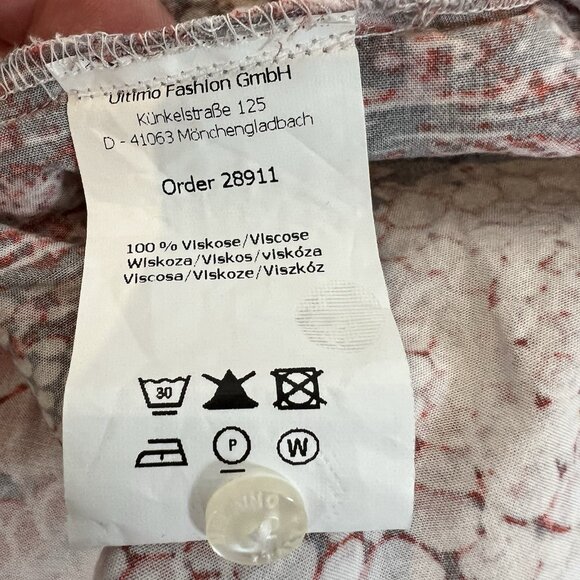 Ultimo Fashion GmbH
Künkelstraße 125
D - 41063 Mönchengladbach
Order 28911
100 % Viskose/Viscose
Wiskoza/Viskos/viskóza
Viscosa/Viskoze/Viszkóz
30
P W